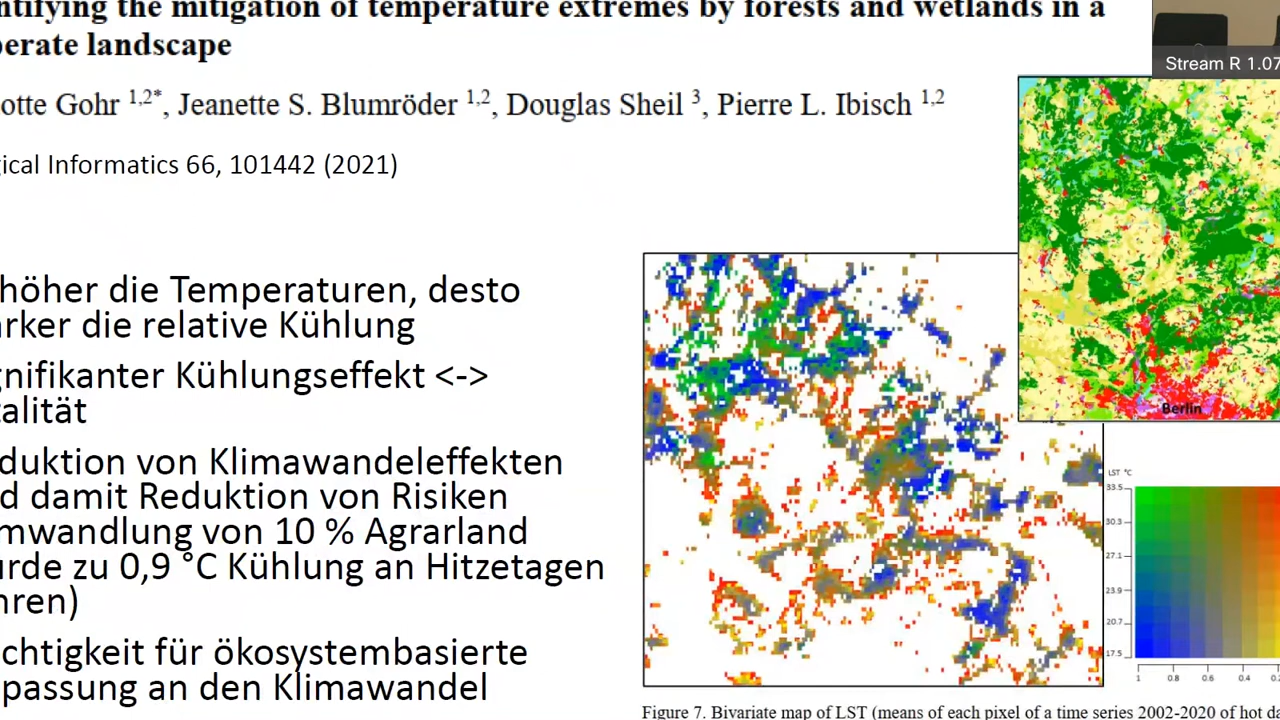 ntifying the mitigation of temperature extremes by forests and wetlands in a
perate landscape
otte Gohr 1,2*, Jeanette S. Blumröder 1,2, Douglas Sheil 3, Pierre L. Ibisch 1,2
gical Informatics 66, 101442 (2021)
Stream R 1.07
Berlin
höher die Temperaturen, desto
rker die relative Kühlung
gnifikanter Kühlungseffekt <->
talität
duktion von Klimawandeleffekten
d damit Reduktion von Risiken
mwandlung von 10 % Agrarland
urde zu 0,9 °C Kühlung an Hitzetagen
hren)
chtigkeit für ökosystembasierte
passung an den Klimawandel
LST °C
33.5
30.3
27.1
23.9
20.7
17.5
1 0.8 0.6 0.4 0.2
Figure 7. Bivariate map of LST (means of each pixel of a time series 2002-2020 of hot da